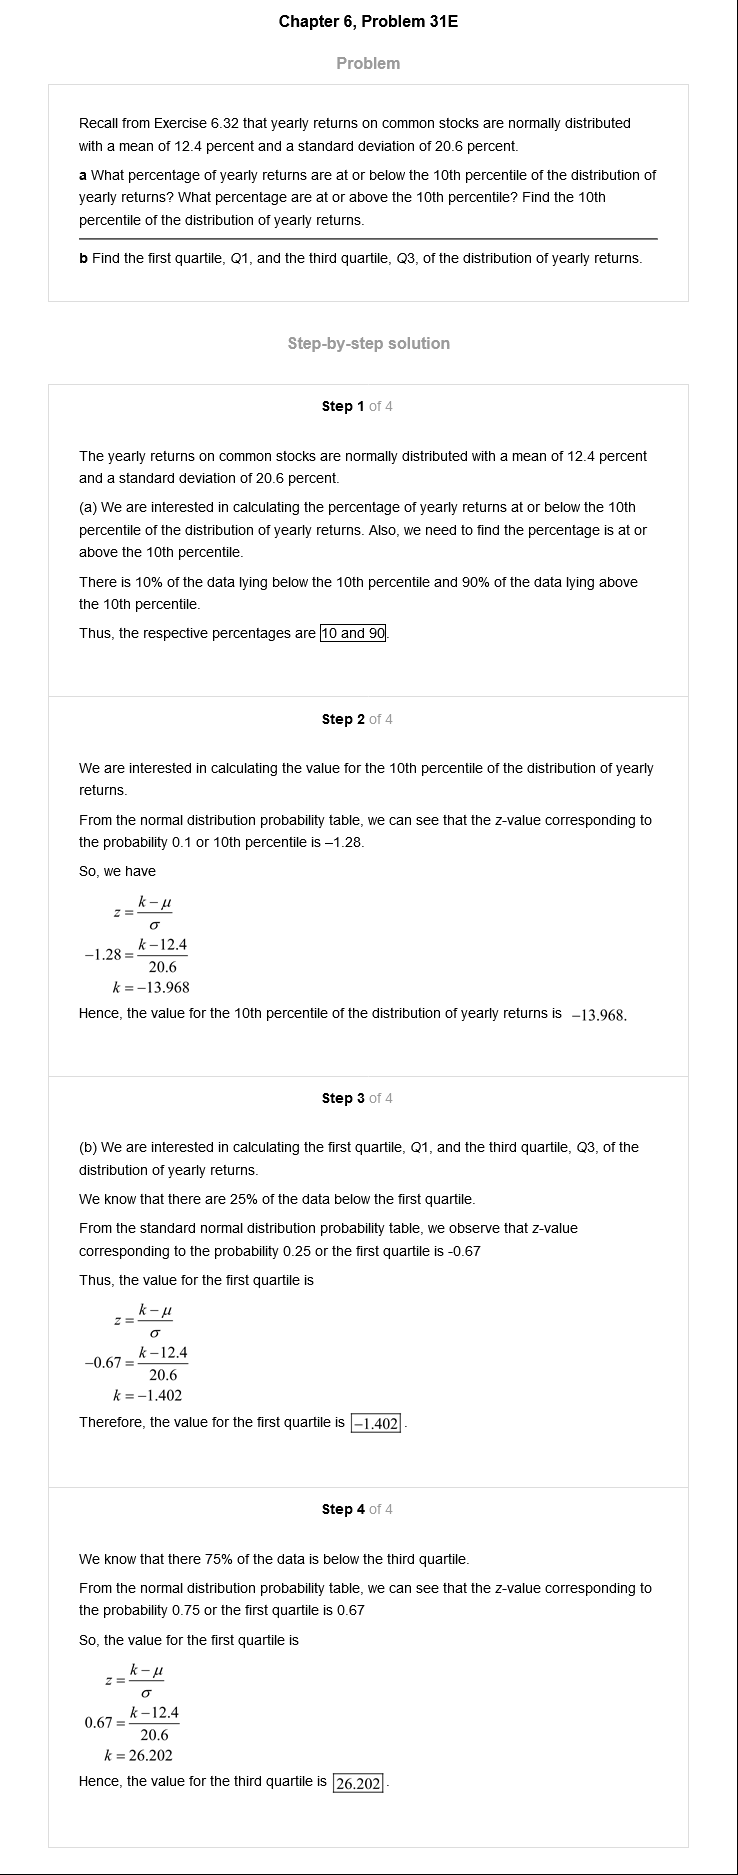 Chapter 6, Problem 31E
Problem
Recall from Exercise 6.32 that yearly returns on common stocks are normally distributed
with a mean of 12.4 percent and a standard deviation of 20.6 percent.
a What percentage of yearly returns are at or below the 10th percentile of the distribution of
yearly returns? What percentage are at or above the 10th percentile? Find the 10th
percentile of the distribution of yearly returns.
b Find the first quartile, Q1, and the third quartile, Q3, of the distribution of yearly returns.
Step-by-step solution
Step 1 of 4
The yearly returns on common stocks are normally distributed with a mean of 12.4 percent
and a standard deviation of 20.6 percent.
(a) We are interested in calculating the percentage of yearly returns at or below the 10th
percentile of the distribution of yearly returns. Also, we need to find the percentage is at or
above the 10th percentile.
There is 10% of the data lying below the 10th percentile and 90% of the data lying above
the 10th percentile.
Thus, the respective percentages are 10 and 90.
Step 2 of 4
We are interested in calculating the value for the 10th percentile of the distribution of yearly
returns.
From the normal distribution probability table, we can see that the z-value corresponding to
the probability 0.1 or 10th percentile is –1.28.
So, we have
z = (k − μ) / σ
−1.28 = (k − 12.4) / 20.6
k = −13.968
Hence, the value for the 10th percentile of the distribution of yearly returns is −13.968.
Step 3 of 4
(b) We are interested in calculating the first quartile, Q1, and the third quartile, Q3, of the
distribution of yearly returns.
We know that there are 25% of the data below the first quartile.
From the standard normal distribution probability table, we observe that z-value
corresponding to the probability 0.25 or the first quartile is -0.67
Thus, the value for the first quartile is
z = (k − μ) / σ
−0.67 = (k − 12.4) / 20.6
k = −1.402
Therefore, the value for the first quartile is −1.402.
Step 4 of 4
We know that there 75% of the data is below the third quartile.
From the normal distribution probability table, we can see that the z-value corresponding to
the probability 0.75 or the first quartile is 0.67
So, the value for the first quartile is
z = (k − μ) / σ
0.67 = (k − 12.4) / 20.6
k = 26.202
Hence, the value for the third quartile is 26.202.